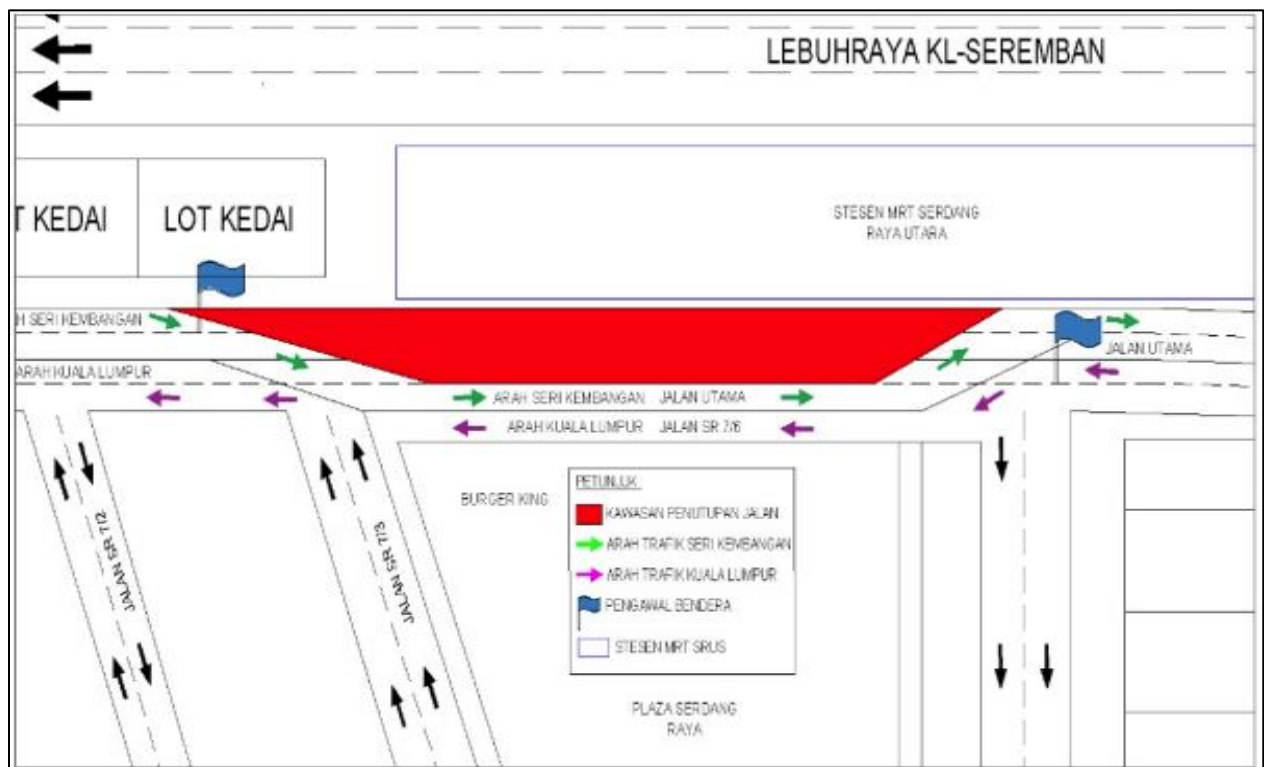 LEBUHRAYA KL-SEREMBAN
T KEDAI
LOT KEDAI
STESEN MRT SERDANG
RAYA UTARA
H SERI KEMBANGAN
JALAN UTAMA
ARAH KUALA LUMPUR
ARAH SERI KEMBANGAN JALAN UTAMA
ARAH KUALA LUMPUR JALAN SR 7/6
JALAN SR 7/2
JALAN SR 7/3
BURGER KING
PETUNJUK
KAWASAN PENUTUPAN JALAN
ARAH TRAFIK SERI KEMBANGAN
ARAH TRAFIK KUALA LUMPUR
PENGAWAL BENDERA
STESEN MRT SRUS
PLAZA SERDANG
RAYA